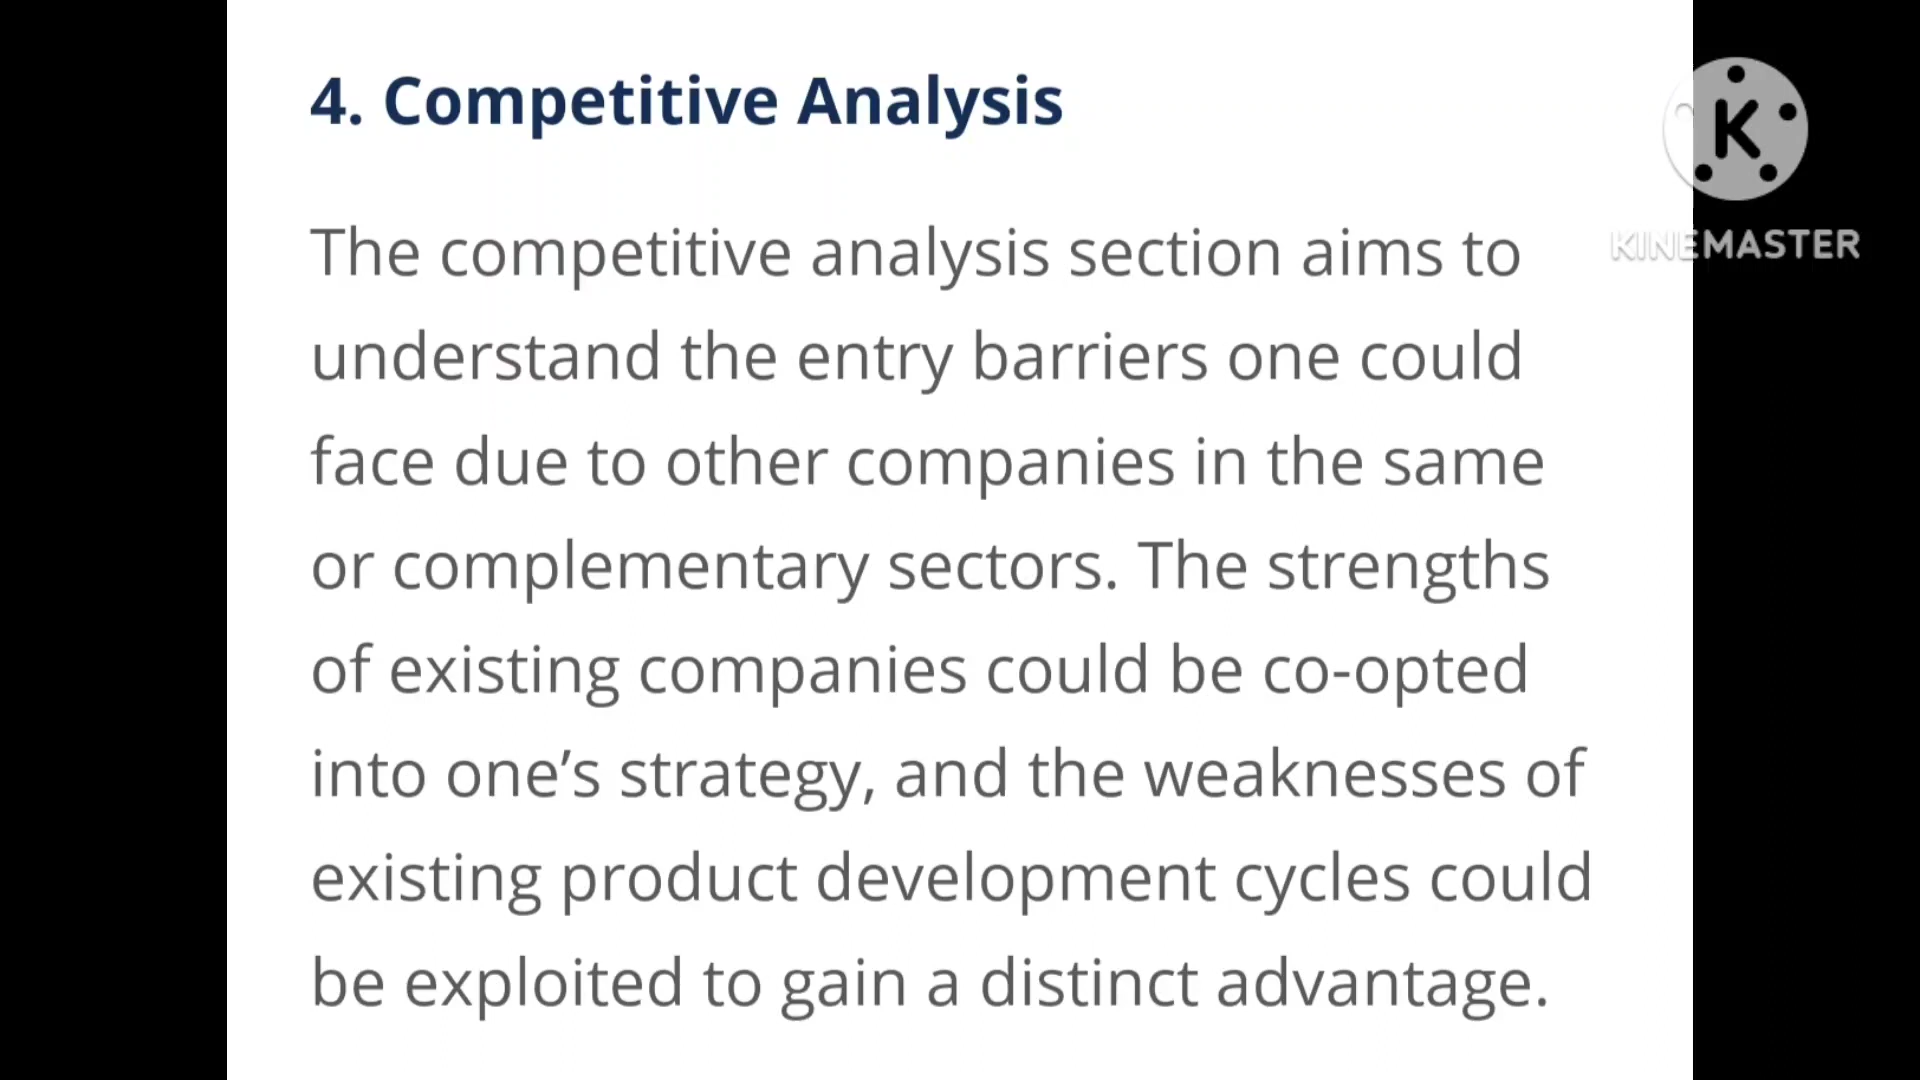 4. Competitive Analysis
The competitive analysis section aims to
understand the entry barriers one could
face due to other companies in the same
or complementary sectors. The strengths
of existing companies could be co-opted
into one’s strategy, and the weaknesses of
existing product development cycles could
be exploited to gain a distinct advantage.
K
KINEMASTER